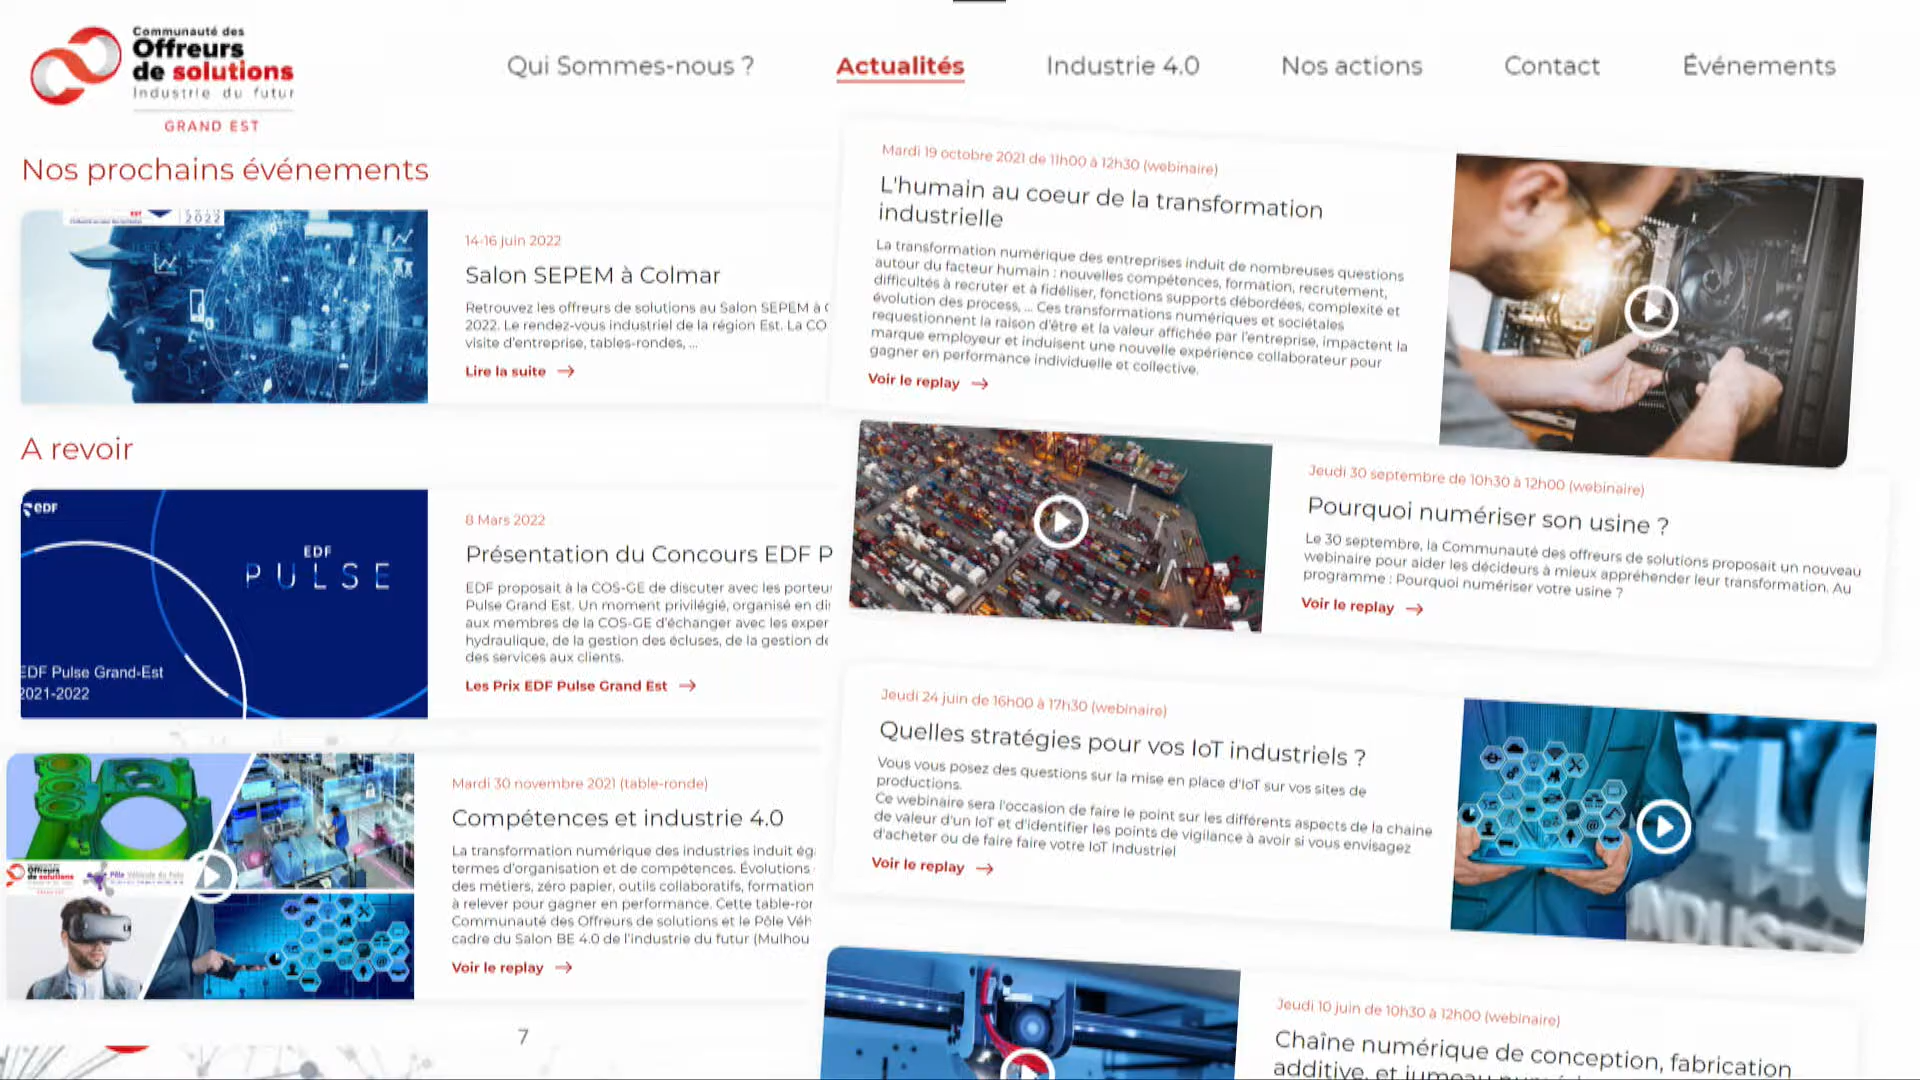 Communauté des
Offreurs
de solutions
Industrie du futur
GRAND EST
Qui Sommes-nous ?
Actualités
Industrie 4.0
Nos actions
Contact
Événements
Nos prochains événements
2022
14-16 juin 2022
Salon SEPEM à Colmar
Retrouvez les offreurs de solutions au Salon SEPEM à
2022. Le rendez-vous industriel de la région Est. La CO
visite d'entreprise, tables-rondes, ...
Lire la suite
A revoir
EDF
EDF
PULSE
EDF Pulse Grand-Est
2021-2022
8 Mars 2022
Présentation du Concours EDF P
EDF proposait à la COS-GE de discuter avec les porteu
Pulse Grand Est. Un moment privilégié, organisé en di
aux membres de la COS-GE d'échanger avec les exper
hydraulique, de la gestion des écluses, de la gestion de
des services aux clients.
Les Prix EDF Pulse Grand Est
Offreurs
de solutions
Pôle Véhicule du Futur
Mardi 30 novembre 2021 (table-ronde)
Compétences et industrie 4.0
La transformation numérique des industries induit ég
termes d'organisation et de compétences. Évolutions
des métiers, zéro papier, outils collaboratifs, formation
à relever pour gagner en performance. Cette table-ron
Communauté des Offreurs de solutions et le Pôle Véh
cadre du Salon BE 4.0 de l'industrie du futur (Mulhou
Voir le replay
7
Mardi 19 octobre 2021 de 11h00 à 12h30 (webinaire)
L'humain au coeur de la transformation
industrielle
La transformation numérique des entreprises induit de nombreuses questions
autour du facteur humain : nouvelles compétences, formation, recrutement,
difficultés à recruter et à fidéliser, fonctions supports débordées, complexité et
évolution des process, ... Ces transformations numériques et sociétales
requestionnent la raison d'être et la valeur affichée par l'entreprise, impactent la
marque employeur et induisent une nouvelle expérience collaborateur pour
gagner en performance individuelle et collective.
Voir le replay
Jeudi 30 septembre de 10h30 à 12h00 (webinaire)
Pourquoi numériser son usine ?
Le 30 septembre, la Communauté des offreurs de solutions proposait un nouveau
webinaire pour aider les décideurs à mieux appréhender leur transformation. Au
programme : Pourquoi numériser votre usine ?
Voir le replay
Jeudi 24 juin de 16h00 à 17h30 (webinaire)
Quelles stratégies pour vos IoT industriels ?
Vous vous posez des questions sur la mise en place d'IoT sur vos sites de
productions.
Ce webinaire sera l'occasion de faire le point sur les différents aspects de la chaine
de valeur d'un IoT et d'identifier les points de vigilance à avoir si vous envisagez
d'acheter ou de faire faire votre IoT Industriel
Voir le replay
4.0
INDUST
Jeudi 10 juin de 10h30 à 12h00 (webinaire)
Chaîne numérique de conception, fabrication
additive, et jumeau